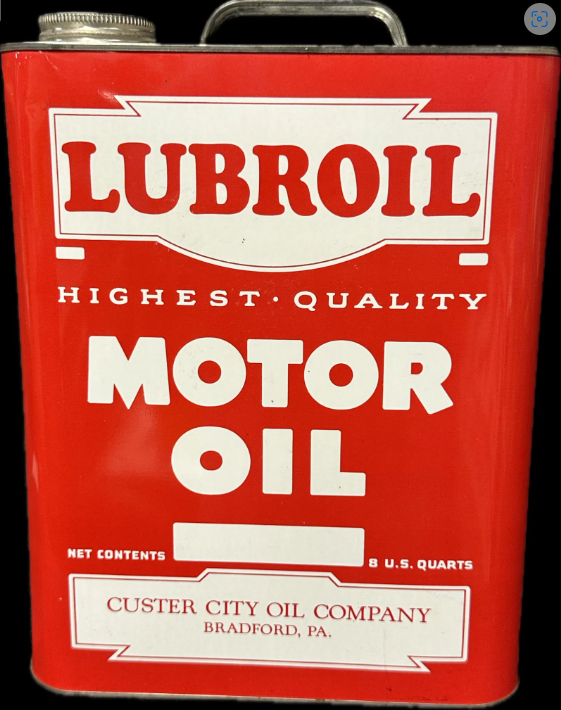 LUBROIL
HIGHEST · QUALITY
MOTOR
OIL
NET CONTENTS 8 U.S. QUARTS
CUSTER CITY OIL COMPANY
BRADFORD, PA.